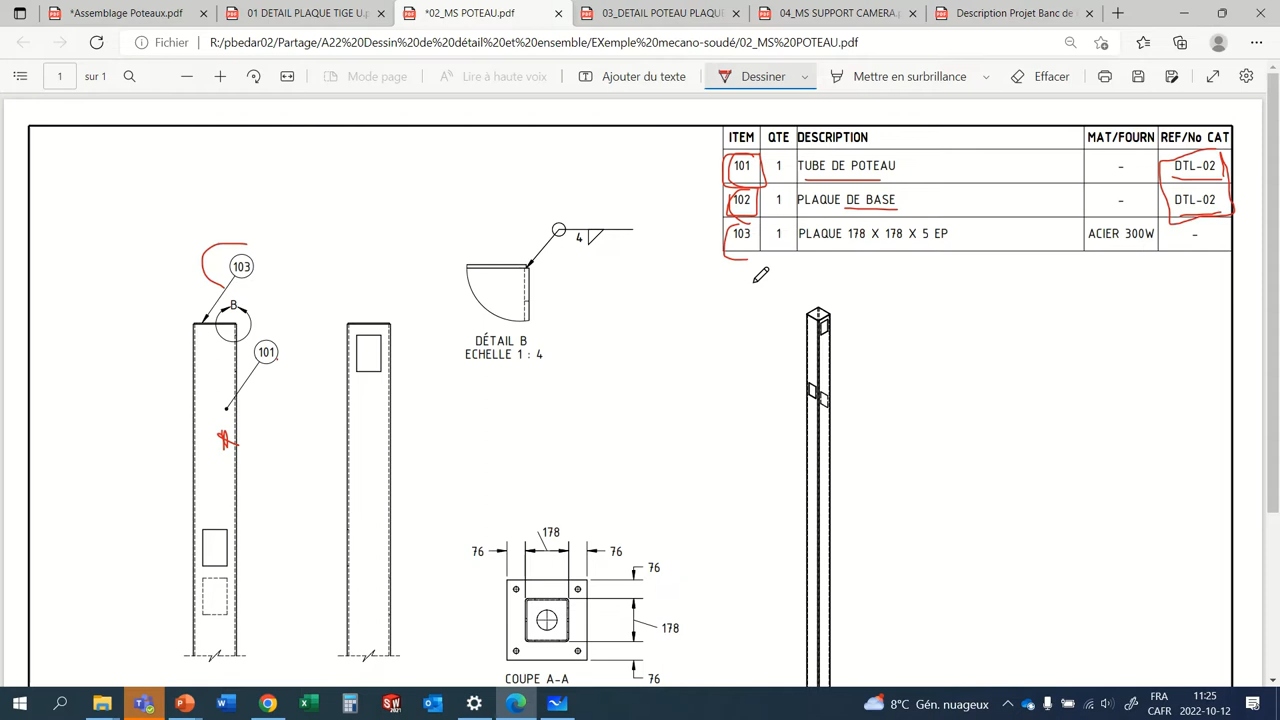 *Assemblage Poteaux.pdf
01 DETAIL PLAQUE TIGE U
*02_MS POTEAU.pdf
03_DETAIL POTEAU PLAQU
04_MS SUPPORT CAMERA.p
Description Projet Banc de
Fichier
R:/pbedar02/Partage/A22%20Dessin%20de%20détail%20et%20ensemble/EXemple%20mecano-soudé/02_MS%20POTEAU.pdf
1
sur 1
Mode page
Lire à haute voix
Ajouter du texte
Dessiner
Mettre en surbrillance
Effacer
ITEM QTE DESCRIPTION MAT/FOURN REF/No CAT
101 1 TUBE DE POTEAU - DTL-02
102 1 PLAQUE DE BASE - DTL-02
103 1 PLAQUE 178 X 178 X 5 EP ACIER 300W -
4
103
B
DÉTAIL B
ECHELLE 1 : 4
101
178
76
76
76
178
76
COUPE A-A
8°C Gén. nuageux
FRA
CAFR
11:25
2022-10-12